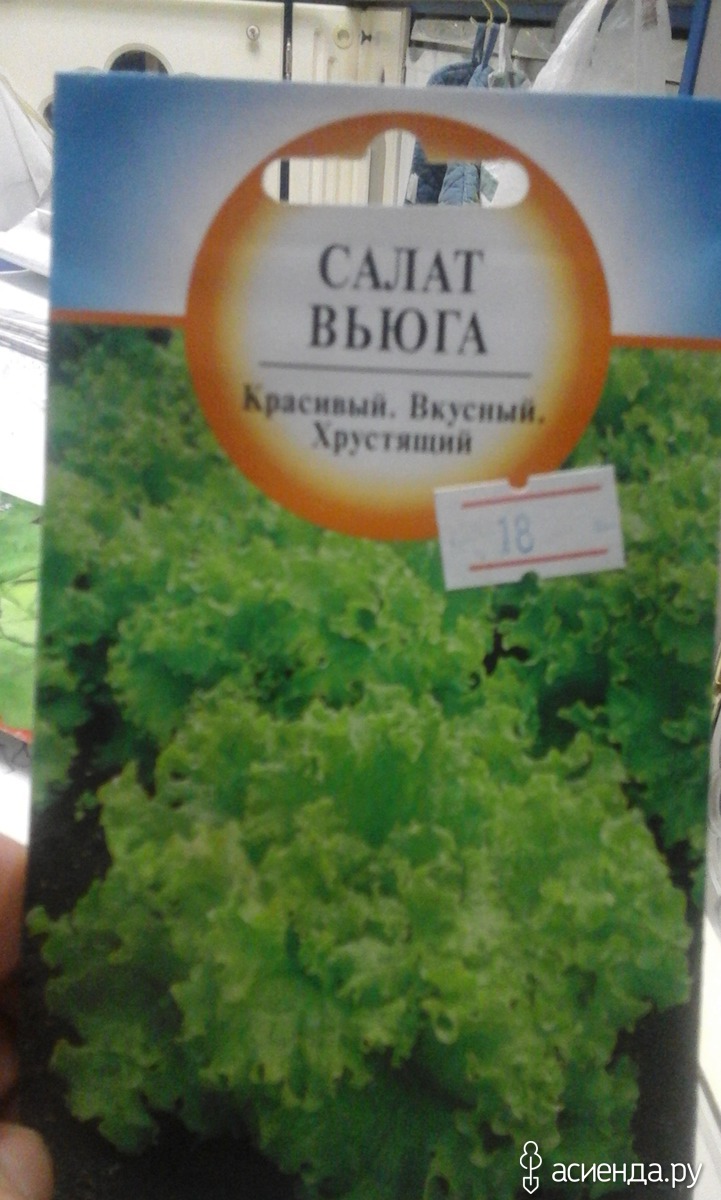 САЛАТ
ВЬЮГА
Красивый. Вкусный.
Хрустящий
18
асиенда.ру